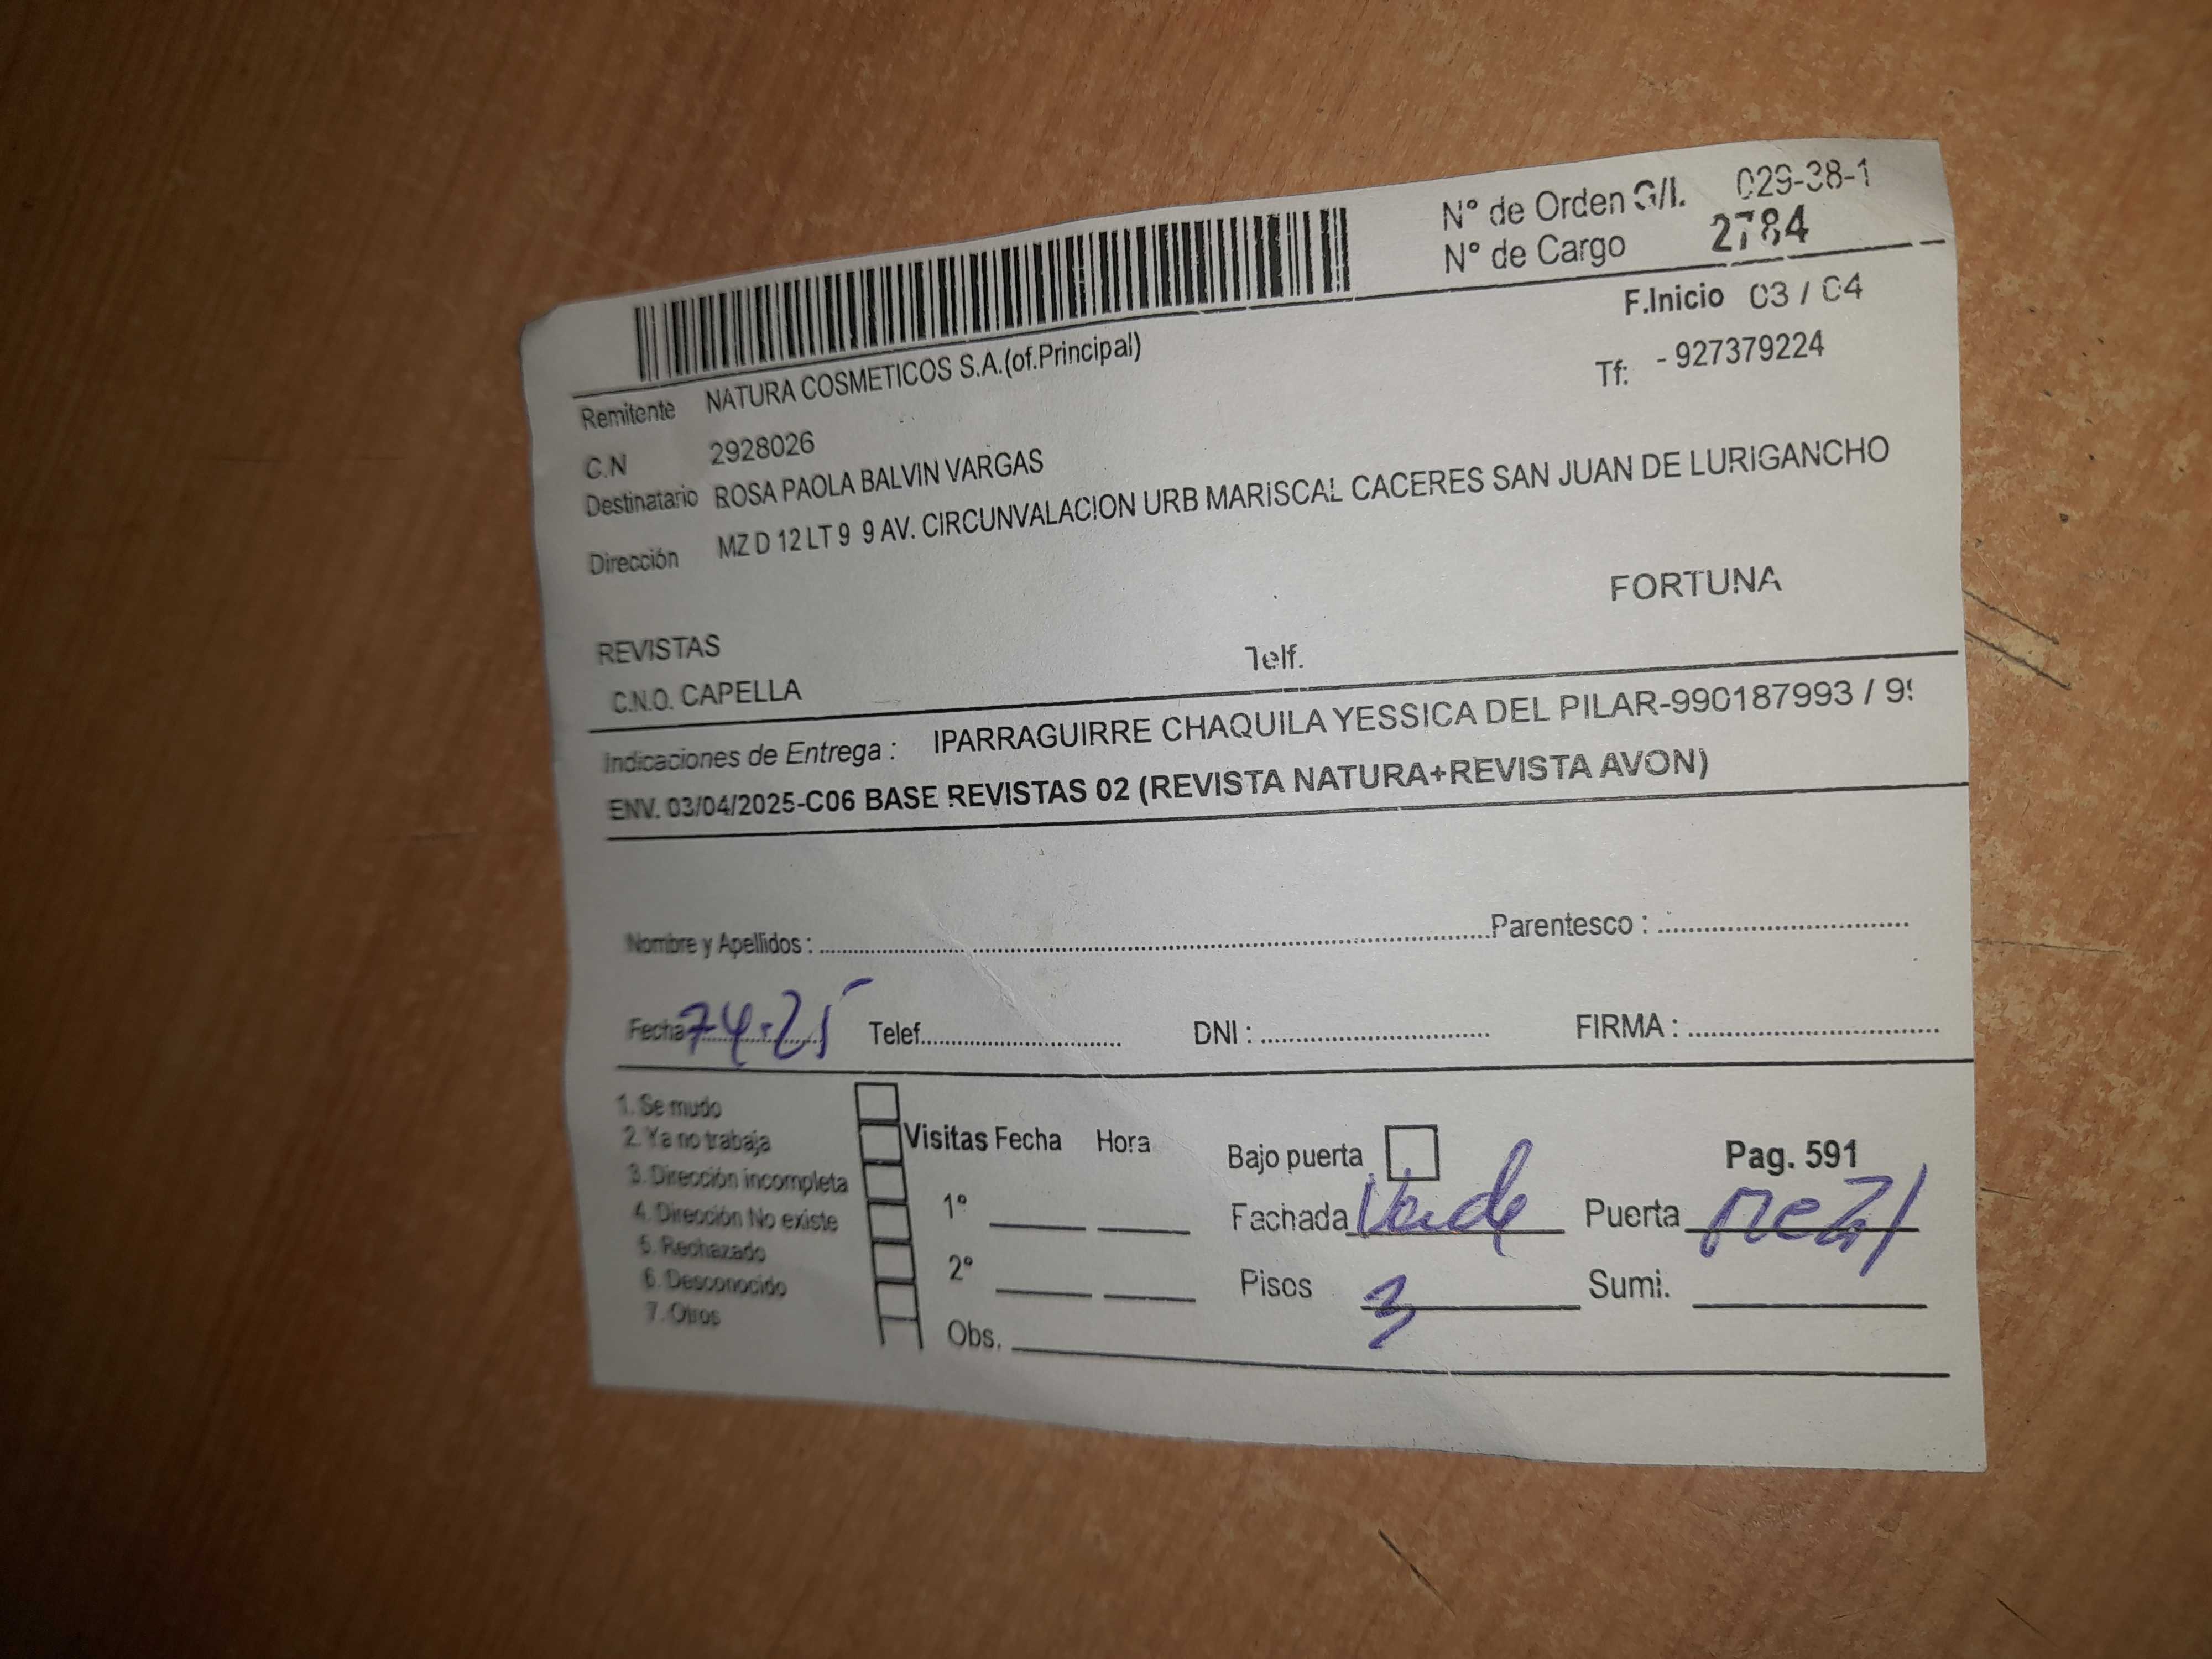 N° de Orden G/L 029-38-1
N° de Cargo 2784
F.Inicio 03 / 04
Remitente NATURA COSMETICOS S.A.(of.Principal)
Tf: - 927379224
C.N 2928026
Destinatario ROSA PAOLA BALVIN VARGAS
Dirección MZ D 12 LT 9 9 AV. CIRCUNVALACION URB MARISCAL CACERES SAN JUAN DE LURIGANCHO
FORTUNA
REVISTAS
Telf.
C.N.O. CAPELLA
Indicaciones de Entrega : IPARRAGUIRRE CHAQUILA YESSICA DEL PILAR-990187993 / 99
ENV. 03/04/2025-C06 BASE REVISTAS 02 (REVISTA NATURA+REVISTA AVON)
Nombre y Apellidos : Parentesco :
Fecha 7-4-25 Telef. DNI : FIRMA :
1. Se mudo
2. Ya no trabaja
3. Dirección incompleta
4. Dirección No existe
5. Rechazado
6. Desconocido
7. Otros
Visitas Fecha Hora
1°
2°
Obs.
Bajo puerta Pag. 591
Fachada Verde Puerta metal
Pisos 3 Sumi.